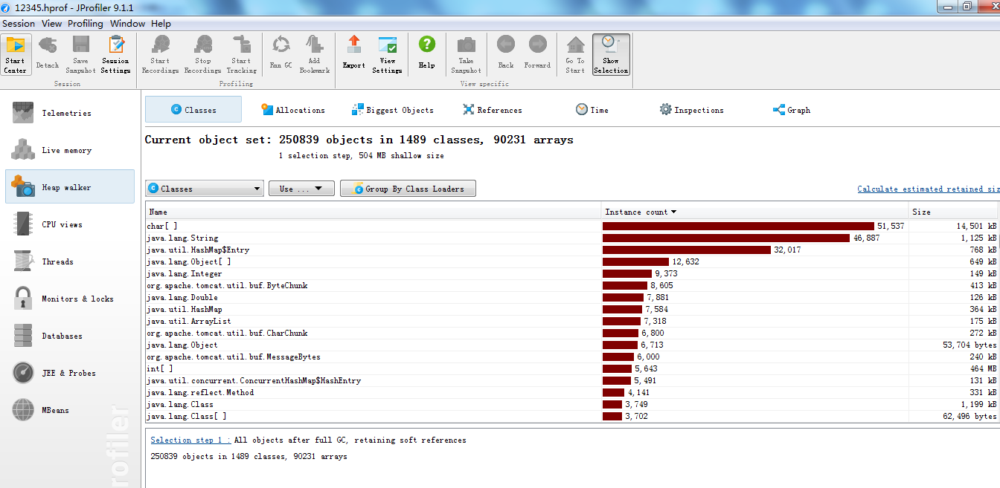 12345.hprof - JProfiler 9.1.1
Session View Profiling Window Help
Start Center
Detach
Save Snapshot
Session Settings
Start Recordings
Stop Recordings
Start Tracking
Run GC
Add Bookmark
Export
View Settings
Help
Take Snapshot
Back
Forward
Go To Start
Show Selection
Session
Profiling
View specific
Telemetries
Live memory
Heap walker
CPU views
Threads
Monitors & locks
Databases
JEE & Probes
MBeans
rofiler
Classes Allocations Biggest Objects References Time Inspections Graph
Current object set: 250839 objects in 1489 classes, 90231 arrays
1 selection step, 504 MB shallow size
Classes Use ... Group By Class Loaders Calculate estimated retained siz
Name Instance count Size
char[ ] 51,537 14,501 kB
java.lang.String 46,887 1,125 kB
java.util.HashMap$Entry 32,017 768 kB
java.lang.Object[ ] 12,632 649 kB
java.lang.Integer 9,373 149 kB
org.apache.tomcat.util.buf.ByteChunk 8,605 413 kB
java.lang.Double 7,881 126 kB
java.util.HashMap 7,584 364 kB
java.util.ArrayList 7,318 175 kB
org.apache.tomcat.util.buf.CharChunk 6,800 272 kB
java.lang.Object 6,713 53,704 bytes
org.apache.tomcat.util.buf.MessageBytes 6,000 240 kB
int[ ] 5,643 464 MB
java.util.concurrent.ConcurrentHashMap$HashEntry 5,491 131 kB
java.lang.reflect.Method 4,141 331 kB
java.lang.Class 3,749 1,199 kB
java.lang.Class[ ] 3,702 62,496 bytes
Selection step 1 : All objects after full GC, retaining soft references
250839 objects in 1489 classes, 90231 arrays